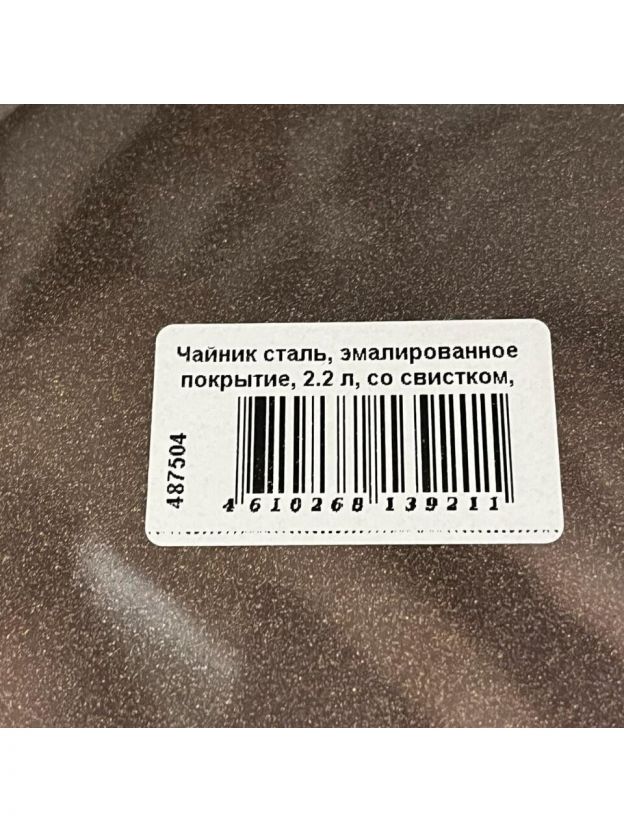 Чайник сталь, эмалированное
покрытие, 2.2 л, со свистком,
487504
4 610268 139211